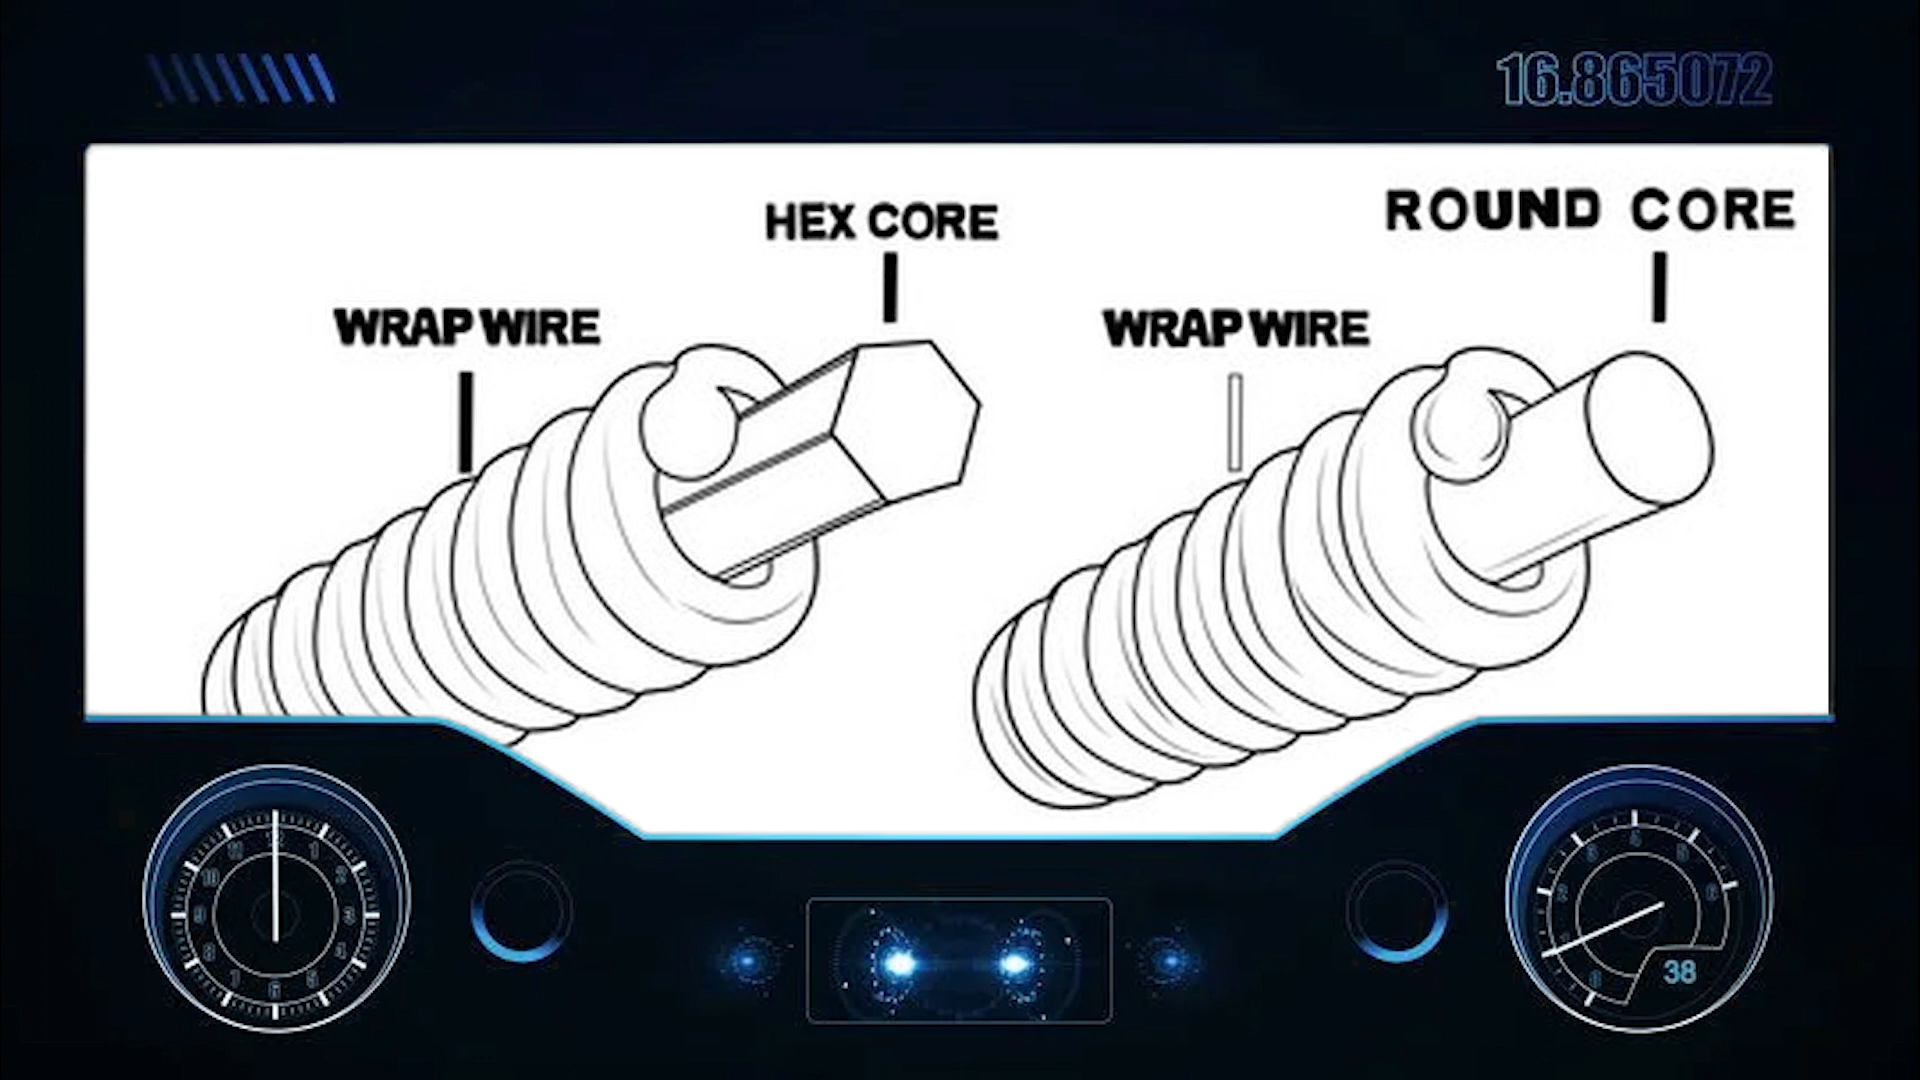 16.865072
HEX CORE
ROUND CORE
WRAP WIRE
WRAP WIRE
38